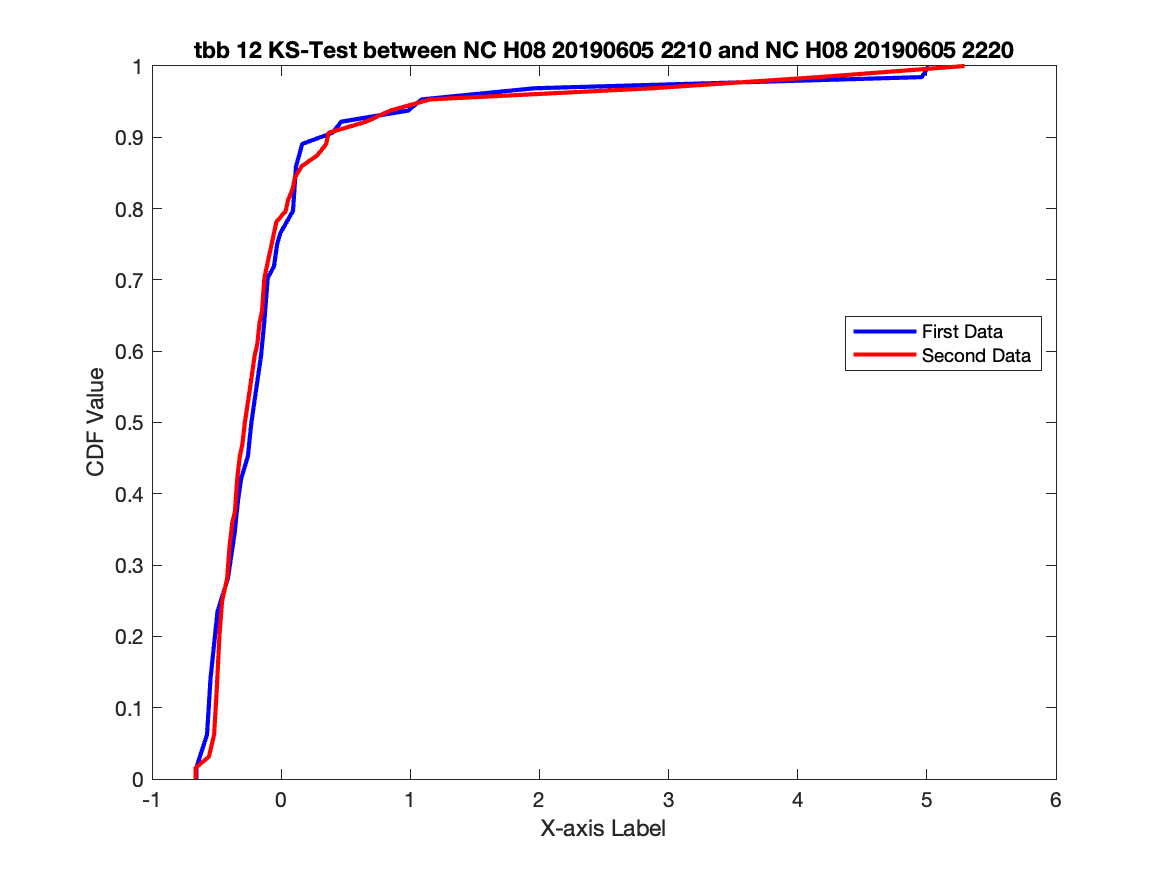 tbb 12 KS-Test between NC H08 20190605 2210 and NC H08 20190605 2220
1
0.9
0.8
0.7
0.6
0.5
0.4
0.3
0.2
0.1
0
CDF Value
First Data
Second Data
-1 0 1 2 3 4 5 6
X-axis Label